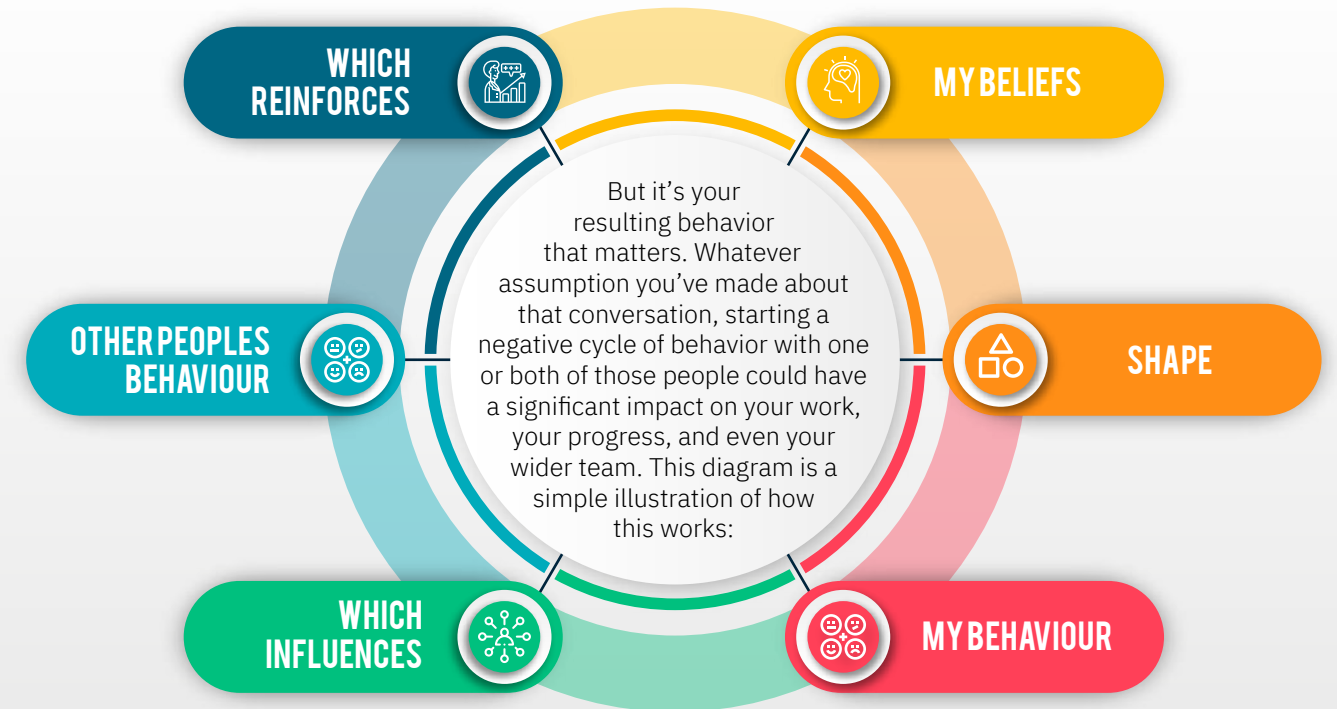 WHICH
REINFORCES
MY BELIEFS
But it's your
resulting behavior
that matters. Whatever
assumption you've made about
that conversation, starting a
negative cycle of behavior with one
or both of those people could have
a significant impact on your work,
your progress, and even your
wider team. This diagram is a
simple illustration of how
this works:
OTHER PEOPLES
BEHAVIOUR
SHAPE
WHICH
INFLUENCES
MY BEHAVIOUR